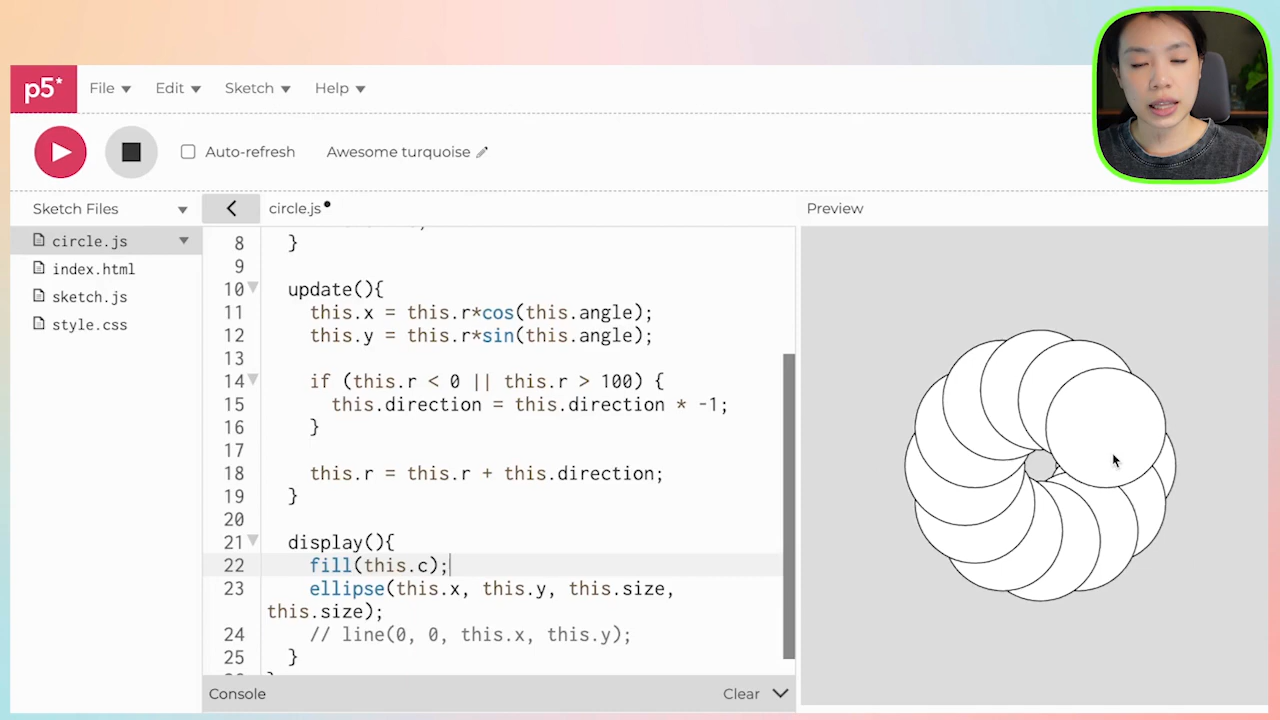 p5*
File Edit Sketch Help
Auto-refresh Awesome turquoise
Sketch Files
circle.js
index.html
sketch.js
style.css
circle.js
8 }
9
10 update(){
11 this.x = this.r*cos(this.angle);
12 this.y = this.r*sin(this.angle);
13
14 if (this.r < 0 || this.r > 100) {
15 this.direction = this.direction * -1;
16 }
17
18 this.r = this.r + this.direction;
19 }
20
21 display(){
22 fill(this.c);
23 ellipse(this.x, this.y, this.size,
this.size);
24 // line(0, 0, this.x, this.y);
25 }
Console Clear
Preview